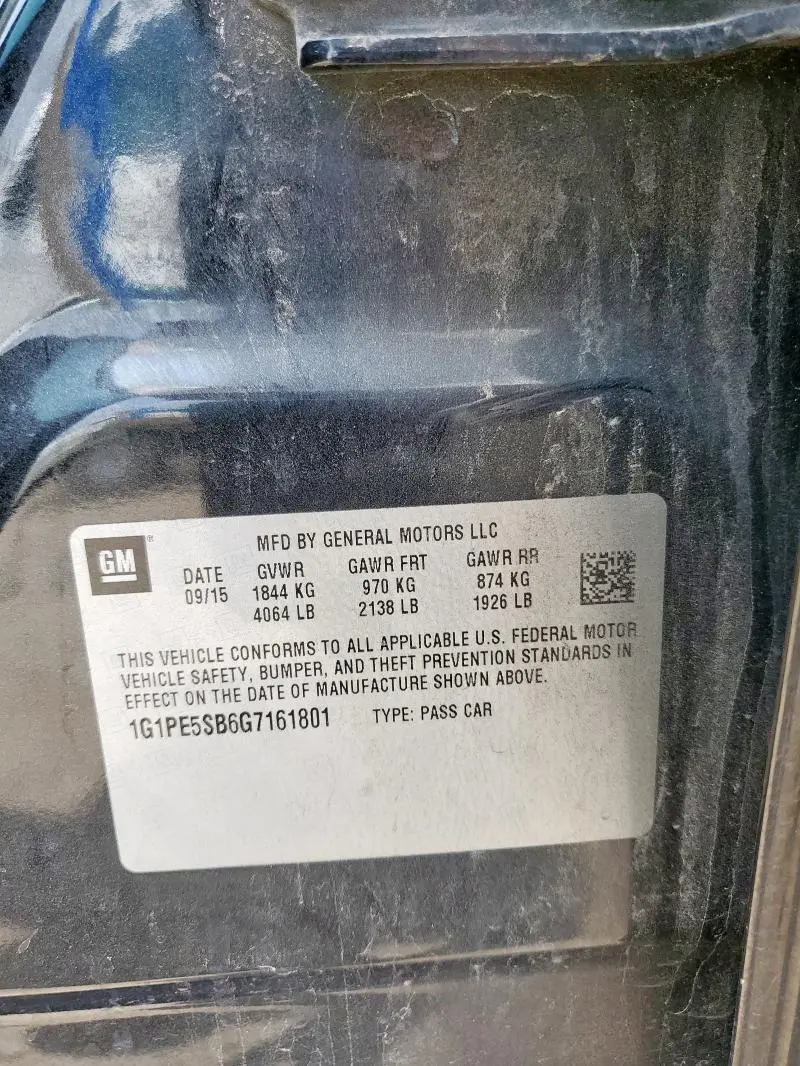 GM ®
MFD BY GENERAL MOTORS LLC
DATE GVWR GAWR FRT GAWR RR
09/15 1844 KG 970 KG 874 KG
4064 LB 2138 LB 1926 LB
THIS VEHICLE CONFORMS TO ALL APPLICABLE U.S. FEDERAL MOTOR
VEHICLE SAFETY, BUMPER, AND THEFT PREVENTION STANDARDS IN
EFFECT ON THE DATE OF MANUFACTURE SHOWN ABOVE.
1G1PE5SB6G7161801 TYPE: PASS CAR